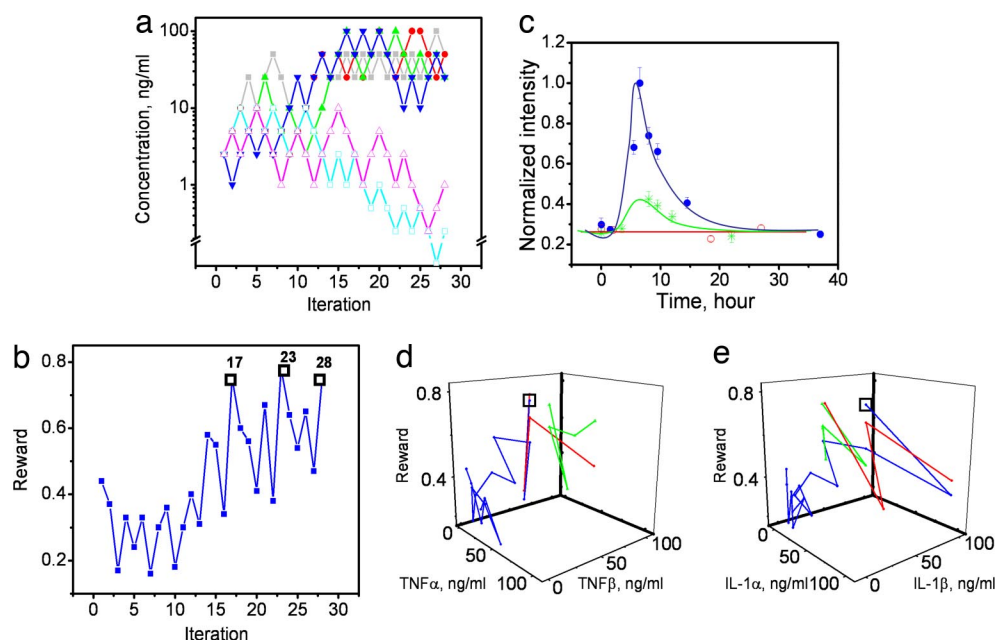 a
Concentration, ng/ml
100
10
1
0 5 10 15 20 25 30
Iteration
c
Normalized intensity
1.2
1.0
0.8
0.6
0.4
0.2
0 10 20 30 40
Time, hour
b
Reward
0.8
0.6
0.4
0.2
17
23
28
0 5 10 15 20 25 30
Iteration
d
Reward
0.8
0.4
0
50
100
TNFα, ng/ml
0
50
100
TNFβ, ng/ml
e
Reward
0.8
0.4
0
50
100
IL-1α, ng/ml
0
50
100
IL-1β, ng/ml